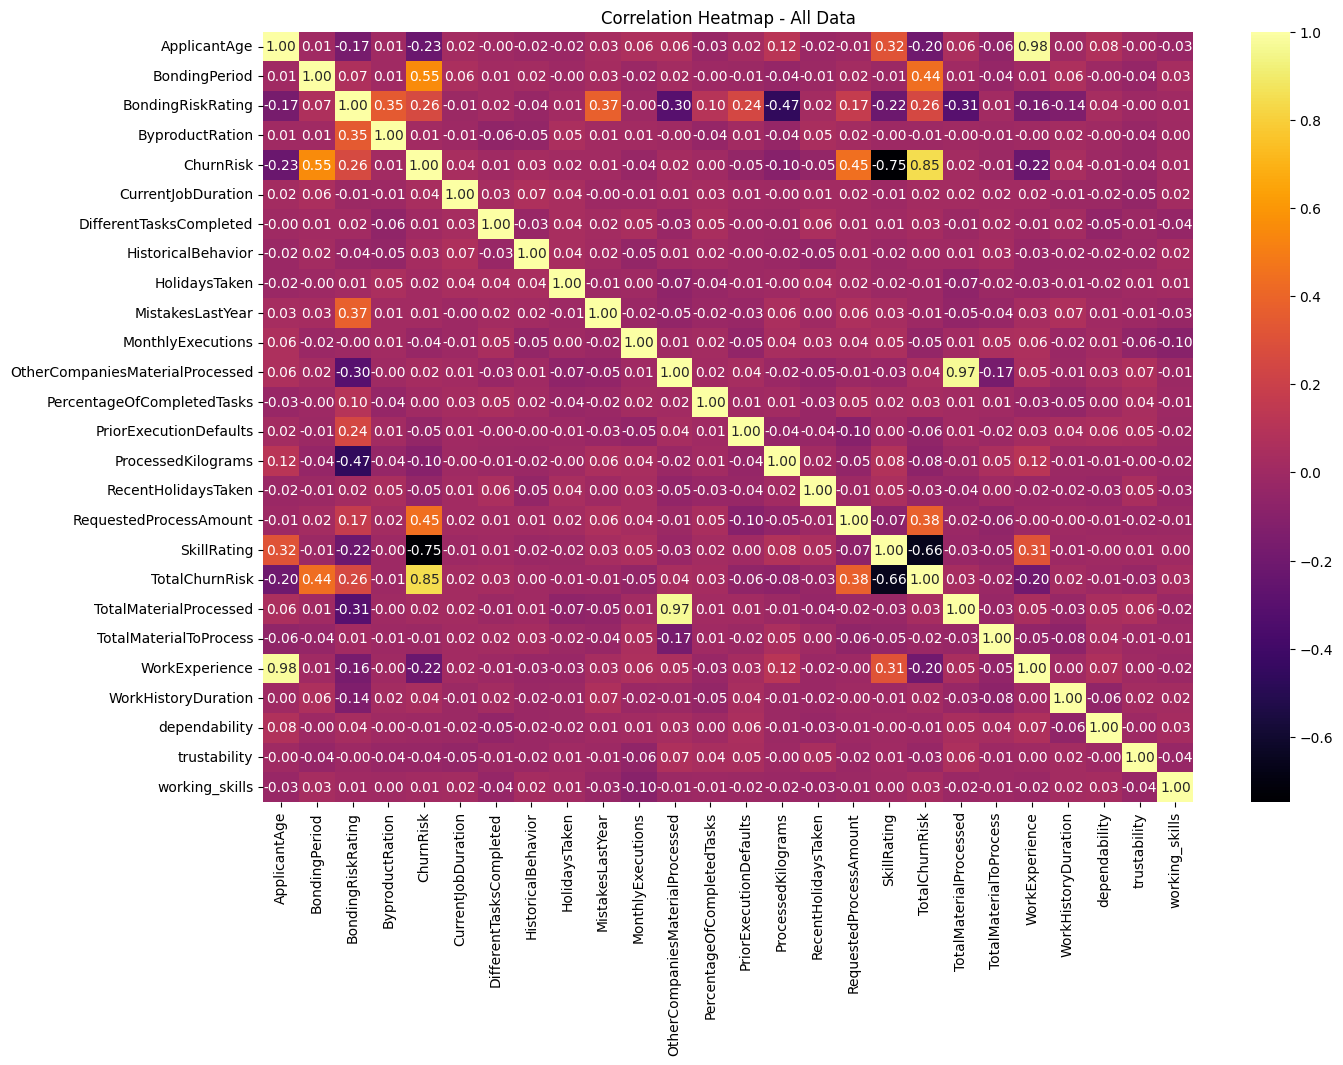 Correlation Heatmap - All Data
ApplicantAge 1.00 0.01 -0.17 0.01 -0.23 0.02 -0.00 -0.02 -0.02 0.03 0.06 0.06 -0.03 0.02 0.12 -0.02 -0.01 0.32 -0.20 0.06 -0.06 0.98 0.00 0.08 -0.00 -0.03
BondingPeriod 0.01 1.00 0.07 0.01 0.55 0.06 0.01 0.02 -0.00 0.03 -0.02 0.02 -0.00 -0.01 -0.04 -0.01 0.02 -0.01 0.44 0.01 -0.04 0.01 0.06 -0.00 -0.04 0.03
BondingRiskRating -0.17 0.07 1.00 0.35 0.26 -0.01 0.02 -0.04 0.01 0.37 -0.00 -0.30 0.10 0.24 -0.47 0.02 0.17 -0.22 0.26 -0.31 0.01 -0.16 -0.14 0.04 -0.00 0.01
ByproductRation 0.01 0.01 0.35 1.00 0.01 -0.01 -0.06 -0.05 0.05 0.01 0.01 -0.00 -0.04 0.01 -0.04 0.05 0.02 -0.00 -0.01 -0.00 -0.01 -0.00 0.02 -0.00 -0.04 0.00
ChurnRisk -0.23 0.55 0.26 0.01 1.00 0.04 0.01 0.03 0.02 0.01 -0.04 0.02 0.00 -0.05 -0.10 -0.05 0.45 -0.75 0.85 0.02 -0.01 -0.22 0.04 -0.01 -0.04 0.01
CurrentJobDuration 0.02 0.06 -0.01 -0.01 0.04 1.00 0.03 0.07 0.04 -0.00 -0.01 0.01 0.03 0.01 -0.00 0.01 0.02 -0.01 0.02 0.02 0.02 0.02 -0.01 -0.02 -0.05 0.02
DifferentTasksCompleted -0.00 0.01 0.02 -0.06 0.01 0.03 1.00 -0.03 0.04 0.02 0.05 -0.03 0.05 -0.00 -0.01 0.06 0.01 0.01 0.03 -0.01 0.02 -0.01 0.02 -0.05 -0.01 -0.04
HistoricalBehavior -0.02 0.02 -0.04 -0.05 0.03 0.07 -0.03 1.00 0.04 0.02 -0.05 0.01 0.02 -0.00 -0.02 -0.05 0.01 -0.02 0.00 0.01 0.03 -0.03 -0.02 -0.02 -0.02 0.02
HolidaysTaken -0.02 -0.00 0.01 0.05 0.02 0.04 0.04 0.04 1.00 -0.01 0.00 -0.07 -0.04 -0.01 -0.00 0.04 0.02 -0.02 -0.01 -0.07 -0.02 -0.03 -0.01 -0.02 0.01 0.01
MistakesLastYear 0.03 0.03 0.37 0.01 0.01 -0.00 0.02 0.02 -0.01 1.00 -0.02 -0.05 -0.02 -0.03 0.06 0.00 0.06 0.03 -0.01 -0.05 -0.04 0.03 0.07 0.01 -0.01 -0.03
MonthlyExecutions 0.06 -0.02 -0.00 0.01 -0.04 -0.01 0.05 -0.05 0.00 -0.02 1.00 0.01 0.02 -0.05 0.04 0.03 0.04 0.05 -0.05 0.01 0.05 0.06 -0.02 0.01 -0.06 -0.10
OtherCompaniesMaterialProcessed 0.06 0.02 -0.30 -0.00 0.02 0.01 -0.03 0.01 -0.07 -0.05 0.01 1.00 0.02 0.04 -0.02 -0.05 -0.01 -0.03 0.04 0.97 -0.17 0.05 -0.01 0.03 0.07 -0.01
PercentageOfCompletedTasks -0.03 -0.00 0.10 -0.04 0.00 0.03 0.05 0.02 -0.04 -0.02 0.02 0.02 1.00 0.01 0.01 -0.03 0.05 0.02 0.03 0.01 0.01 -0.03 -0.05 0.00 0.04 -0.01
PriorExecutionDefaults 0.02 -0.01 0.24 0.01 -0.05 0.01 -0.00 -0.00 -0.01 -0.03 -0.05 0.04 0.01 1.00 -0.04 -0.04 -0.10 0.00 -0.06 0.01 -0.02 0.03 0.04 0.06 0.05 -0.02
ProcessedKilograms 0.12 -0.04 -0.47 -0.04 -0.10 -0.00 -0.01 -0.02 -0.00 0.06 0.04 -0.02 0.01 -0.04 1.00 0.02 -0.05 0.08 -0.08 -0.01 0.05 0.12 -0.01 -0.01 -0.00 -0.02
RecentHolidaysTaken -0.02 -0.01 0.02 0.05 -0.05 0.01 0.06 -0.05 0.04 0.00 0.03 -0.05 -0.03 -0.04 0.02 1.00 -0.01 0.05 -0.03 -0.04 0.00 -0.02 -0.02 -0.03 0.05 -0.03
RequestedProcessAmount -0.01 0.02 0.17 0.02 0.45 0.02 0.01 0.01 0.02 0.06 0.04 -0.01 0.05 -0.10 -0.05 -0.01 1.00 -0.07 0.38 -0.02 -0.06 -0.00 -0.00 0.01 -0.02 -0.01
SkillRating 0.32 -0.01 -0.22 -0.00 -0.75 -0.01 0.01 -0.02 -0.02 0.03 0.05 -0.03 0.02 0.00 0.08 0.05 -0.07 1.00 -0.66 -0.03 -0.05 0.31 -0.01 -0.00 0.01 0.00
TotalChurnRisk -0.20 0.44 0.26 -0.01 0.85 0.02 0.03 0.00 -0.01 -0.01 -0.05 0.04 0.03 -0.06 -0.08 -0.03 0.38 -0.66 1.00 0.03 -0.02 -0.20 0.02 -0.01 -0.03 0.03
TotalMaterialProcessed 0.06 0.01 -0.31 -0.00 0.02 0.02 -0.01 0.01 -0.07 -0.05 0.01 0.97 0.01 0.01 -0.01 -0.04 -0.02 -0.03 0.03 1.00 -0.03 0.05 -0.03 0.05 0.06 -0.02
TotalMaterialToProcess -0.06 -0.04 0.01 -0.01 -0.01 0.02 0.02 0.03 -0.02 -0.04 0.05 -0.17 0.01 -0.02 0.05 0.00 -0.06 -0.05 -0.02 -0.03 1.00 -0.05 -0.08 0.04 -0.01 -0.01
WorkExperience 0.98 0.01 -0.16 -0.00 -0.22 0.02 -0.01 -0.03 -0.03 0.03 0.06 0.05 -0.03 0.03 0.12 -0.02 -0.00 0.31 -0.20 0.05 -0.05 1.00 0.00 0.07 0.00 -0.02
WorkHistoryDuration 0.00 0.06 -0.14 0.02 0.04 -0.01 0.02 -0.02 -0.01 0.07 -0.02 -0.01 -0.05 0.04 -0.01 -0.02 -0.00 -0.01 0.02 -0.03 -0.08 0.00 1.00 -0.06 0.02 0.02
dependability 0.08 -0.00 0.04 -0.00 -0.01 -0.02 -0.05 -0.02 -0.02 0.01 0.01 0.03 0.00 0.06 -0.01 -0.03 -0.01 -0.00 -0.01 0.05 0.04 0.07 -0.06 1.00 -0.00 0.03
trustability -0.00 -0.04 -0.00 -0.04 -0.04 -0.05 -0.01 -0.02 0.01 -0.01 -0.06 0.07 0.04 0.05 -0.00 0.05 -0.02 0.01 -0.03 0.06 -0.01 0.00 0.02 -0.00 1.00 -0.04
working_skills -0.03 0.03 0.01 0.00 0.01 0.02 -0.04 0.02 0.01 -0.03 -0.10 -0.01 -0.01 -0.02 -0.02 -0.03 -0.01 0.00 0.03 -0.02 -0.01 -0.02 0.02 0.03 -0.04 1.00
ApplicantAge
BondingPeriod
BondingRiskRating
ByproductRation
ChurnRisk
CurrentJobDuration
DifferentTasksCompleted
HistoricalBehavior
HolidaysTaken
MistakesLastYear
MonthlyExecutions
OtherCompaniesMaterialProcessed
PercentageOfCompletedTasks
PriorExecutionDefaults
ProcessedKilograms
RecentHolidaysTaken
RequestedProcessAmount
SkillRating
TotalChurnRisk
TotalMaterialProcessed
TotalMaterialToProcess
WorkExperience
WorkHistoryDuration
dependability
trustability
working_skills
1.0
0.8
0.6
0.4
0.2
0.0
−0.2
−0.4
−0.6